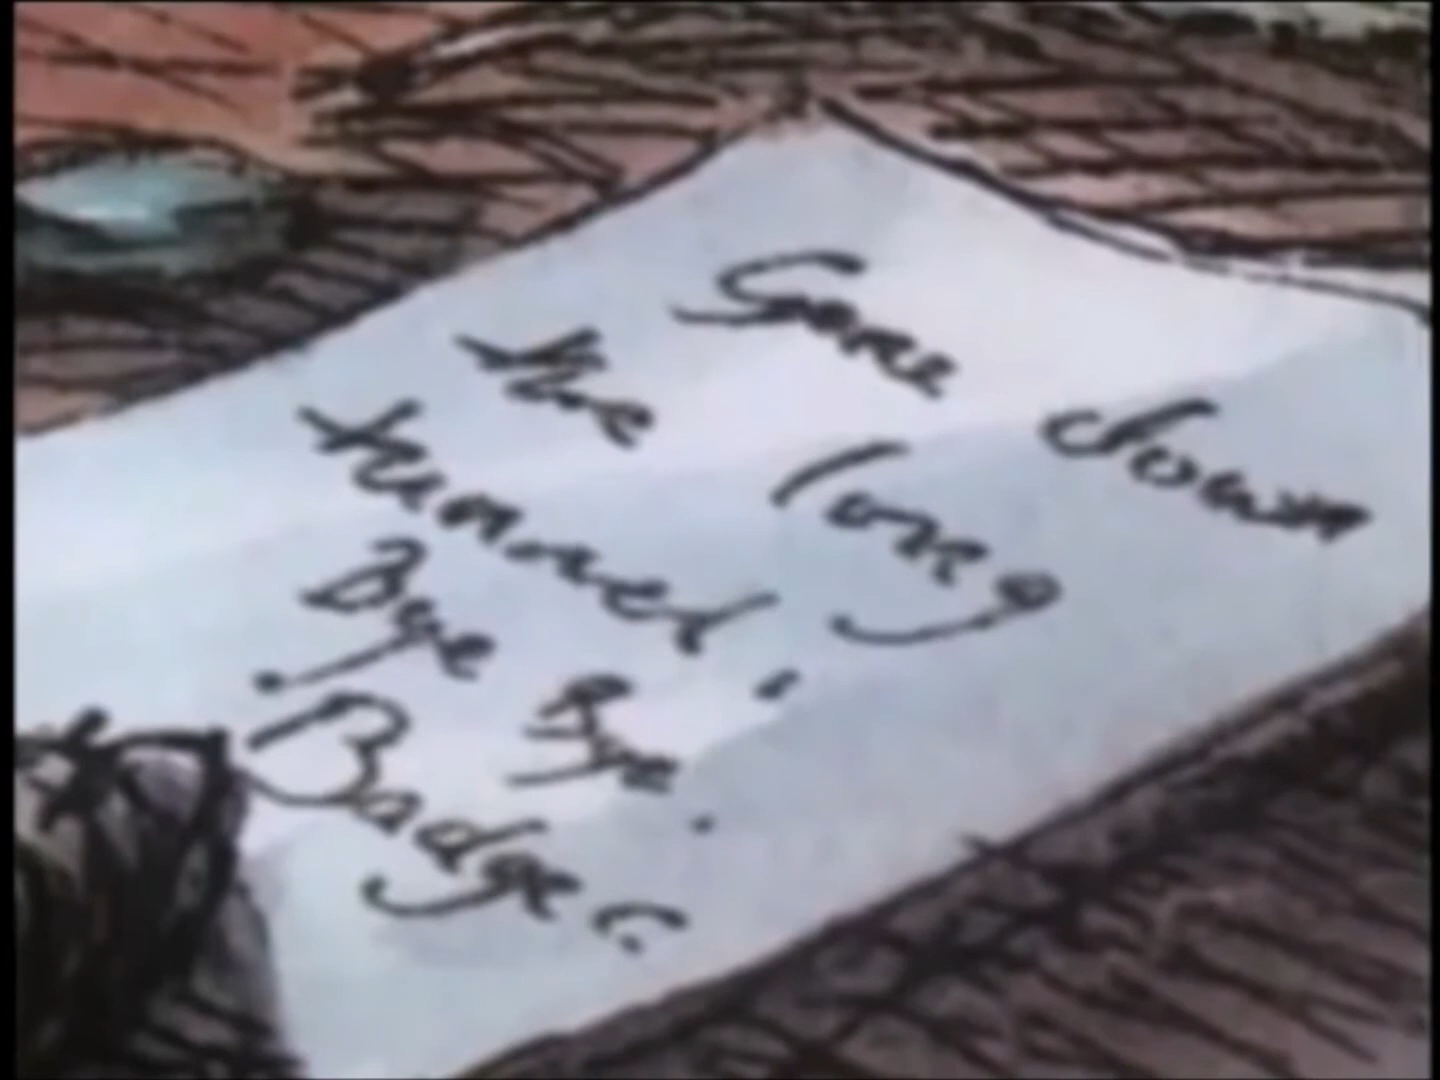 Gone down
the long
tunnel.
Bye Bye.
Badger.